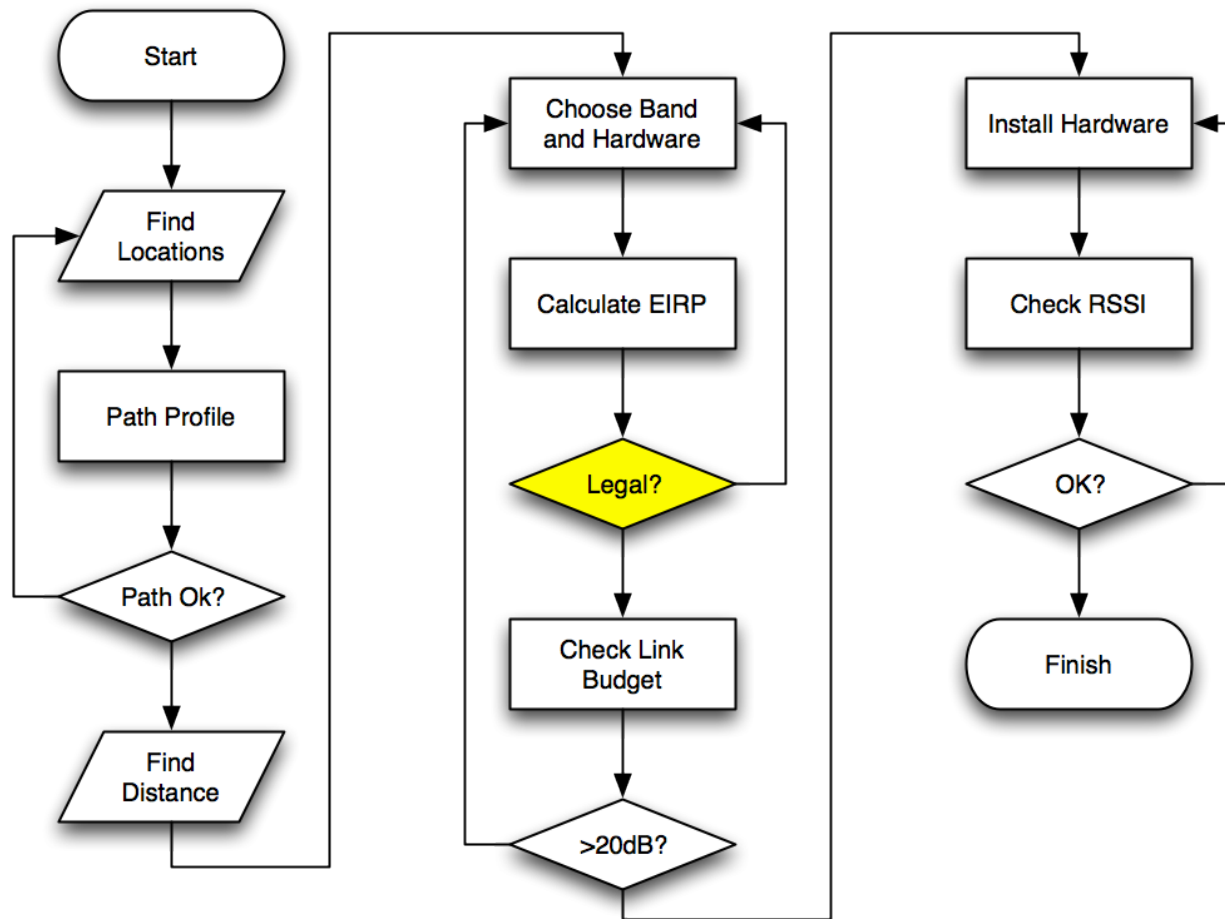 Start
Find
Locations
Path Profile
Path Ok?
Find
Distance
Choose Band
and Hardware
Calculate EIRP
Legal?
Check Link
Budget
>20dB?
Install Hardware
Check RSSI
OK?
Finish